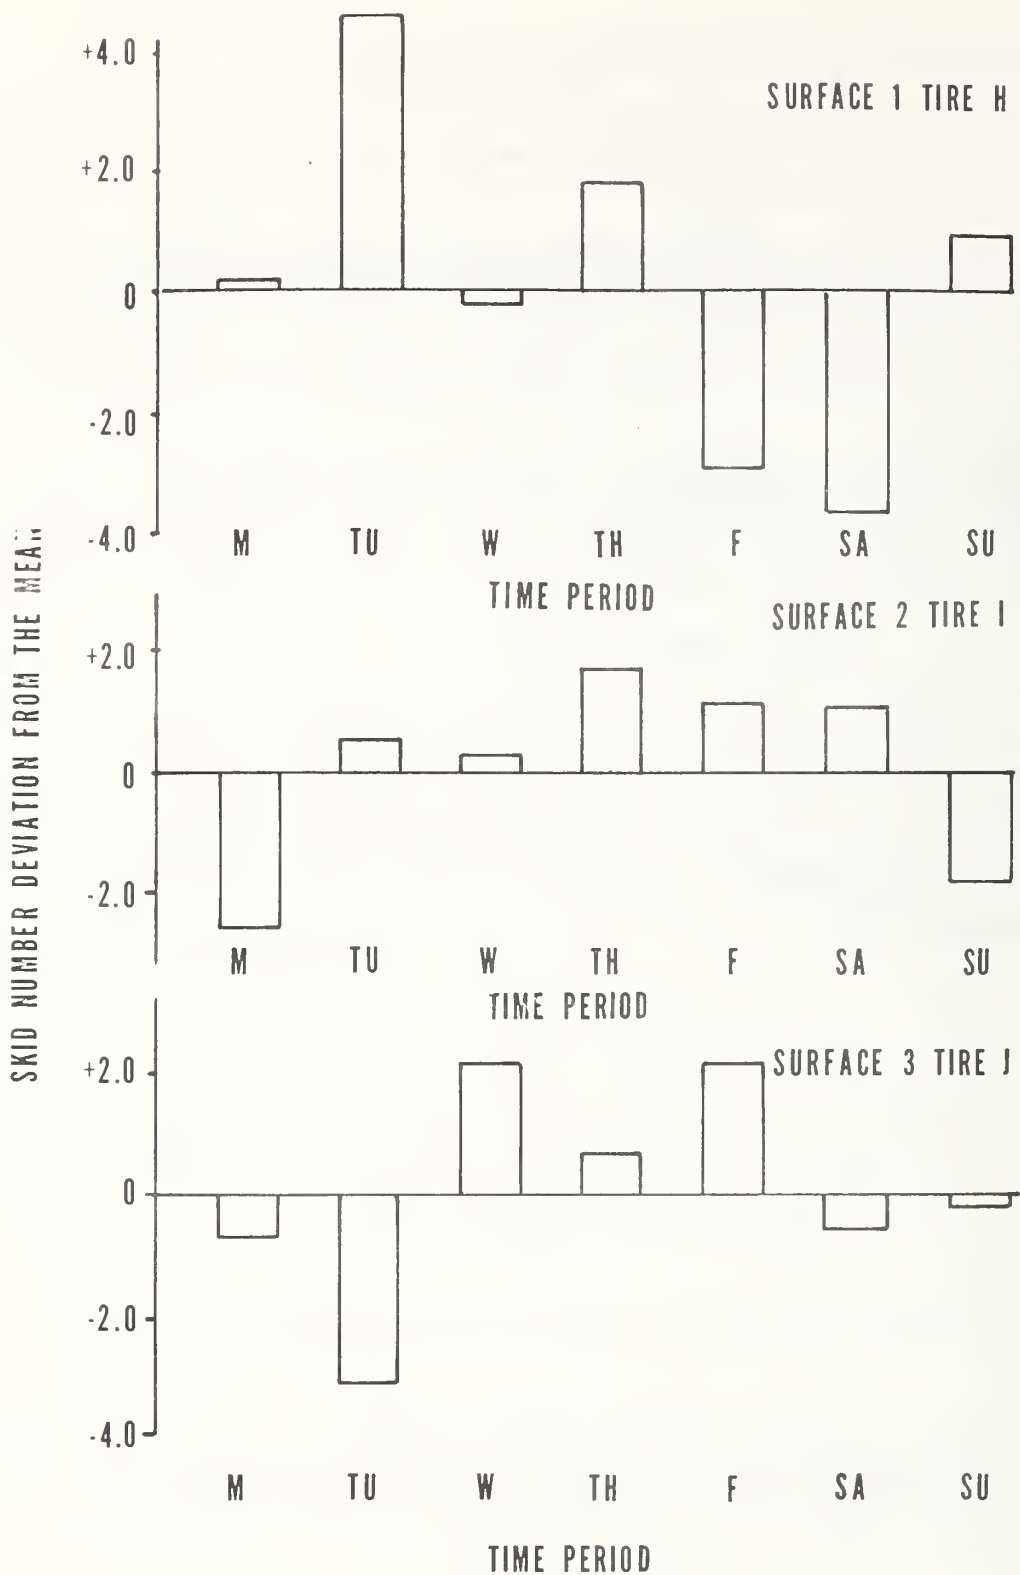 SKID NUMBER DEVIATION FROM THE MEAN
SURFACE 1 TIRE H
+4.0
+2.0
0
-2.0
-4.0
M TU W TH F SA SU
TIME PERIOD
SURFACE 2 TIRE I
+2.0
0
-2.0
M TU W TH F SA SU
TIME PERIOD
SURFACE 3 TIRE J
+2.0
0
-2.0
-4.0
M TU W TH F SA SU
TIME PERIOD